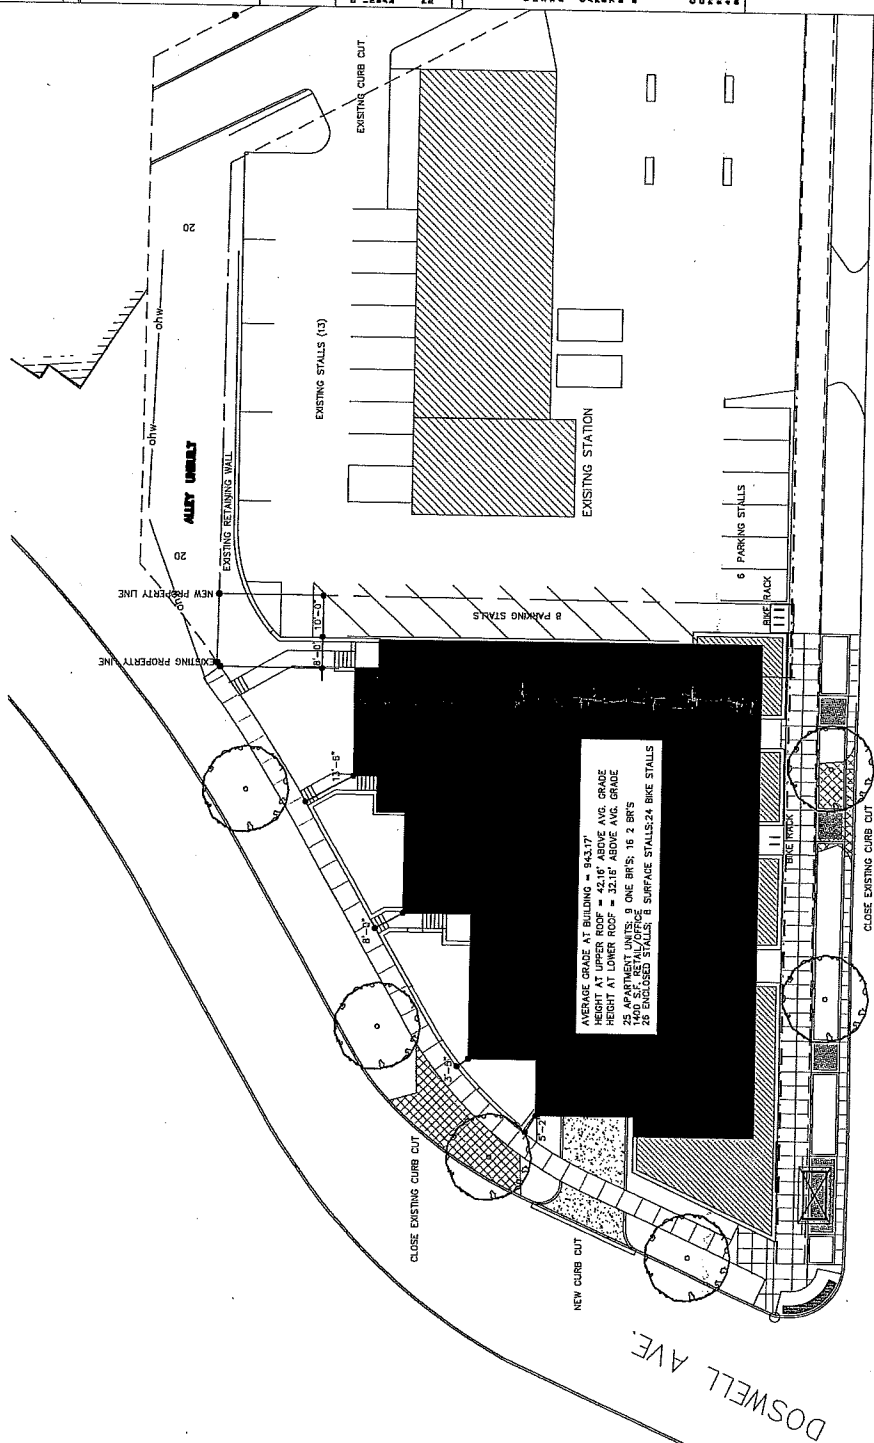 EXISITNG CURB CUT
20
ohw
ALLEY UNBUILT
ohw
EXISTING STALLS (13)
EXISTING RETAINING WALL
20
NEW PROPERTY LINE
ohw
EXISTING PROPERTY LINE
EXISITNG STATION
6 PARKING STALLS
BIKE RACK
8 PARKING STALLS
10'-0"
8'-0"
13'-6"
8'-0"
AVERAGE GRADE AT BUILDING = 943.17'
HEIGHT AT UPPER ROOF = 42.16' ABOVE AVG. GRADE
HEIGHT AT LOWER ROOF = 32.16' ABOVE AVG. GRADE
25 APARTMENT UNITS: 9 ONE BR'S; 16 2 BR'S
1400 S.F. RETAIL/OFFICE
26 ENCLOSED STALLS; 8 SURFACE STALLS;24 BIKE STALLS
BIKE RACK
CLOSE EXISTING CURB CUT
5'-2"
CLOSE EXISTING CURB CUT
NEW CURB CUT
DOSWELL AVE.